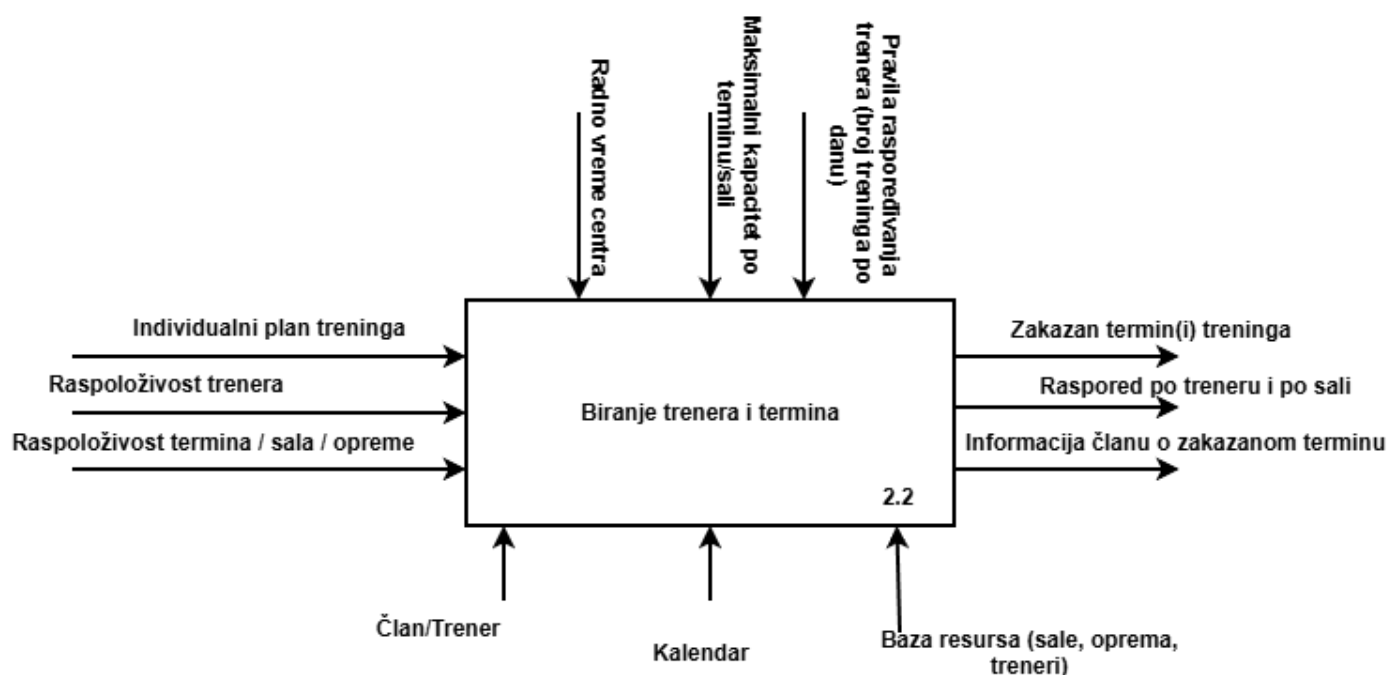 Radno vreme centra
Maksimalni kapacitet po
terminu/sali
Pravila raspoređivanja
trenera (broj treninga po
danu)
Individualni plan treninga
Raspoloživost trenera
Raspoloživost termina / sala / opreme
Biranje trenera i termina
2.2
Zakazan termin(i) treninga
Raspored po treneru i po sali
Informacija članu o zakazanom terminu
Član/Trener
Kalendar
Baza resursa (sale, oprema,
treneri)